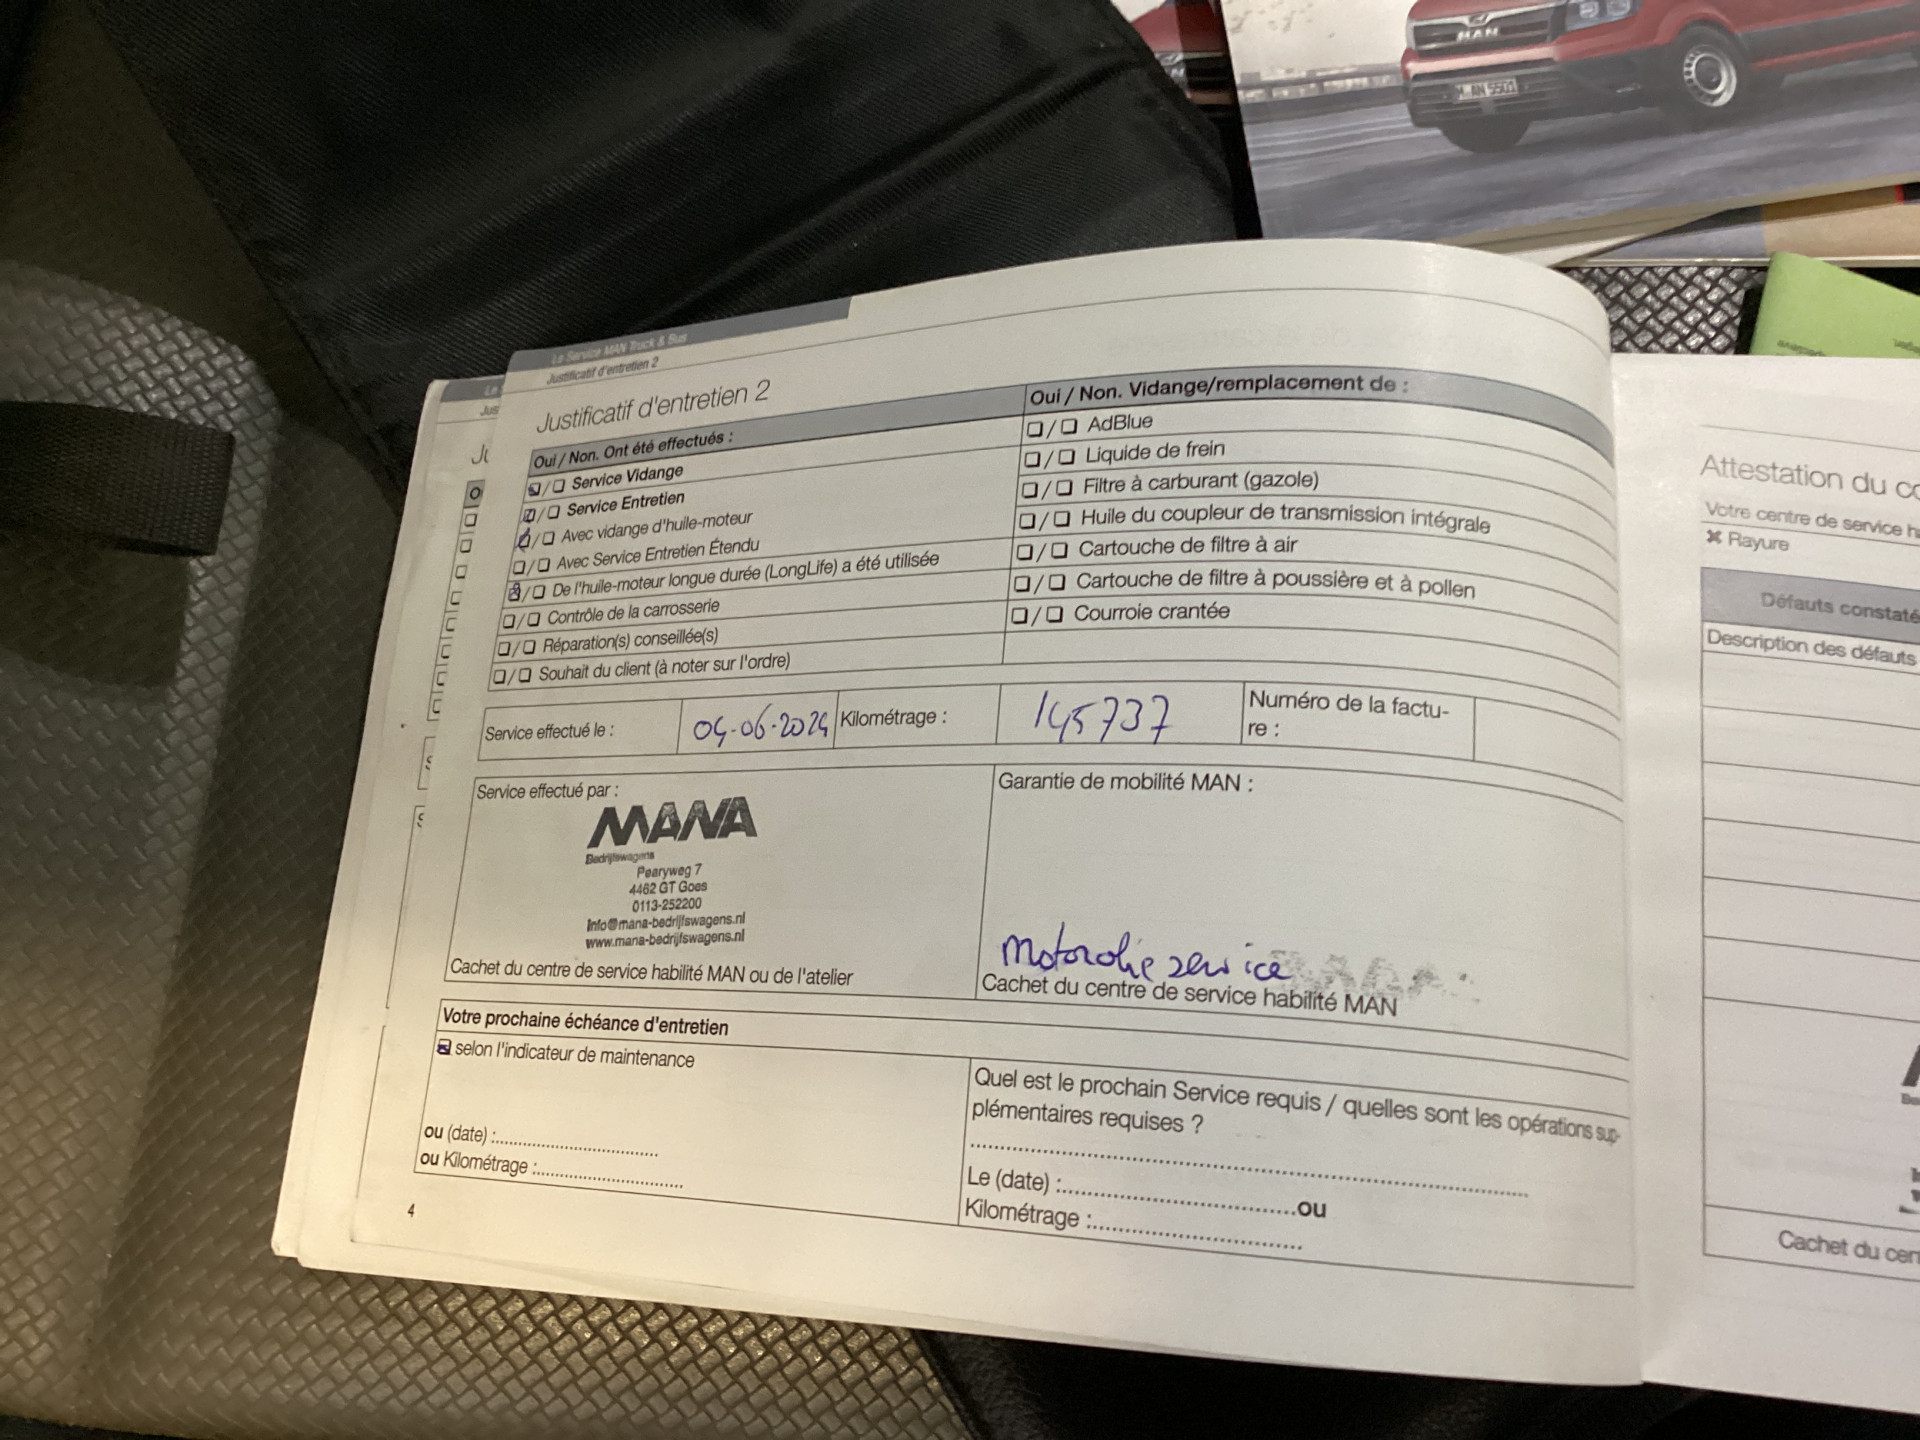 MAN
M AN 5501
Le Service MAN Truck & Bus
Justificatif d'entretien 2
Justificatif d'entretien 2
Oui / Non. Ont été effectués :
❏/❏ Service Vidange
❏/❏ Service Entretien
❏/❏ Avec vidange d'huile-moteur
❏/❏ Avec Service Entretien Étendu
❏/❏ De l'huile-moteur longue durée (LongLife) a été utilisée
❏/❏ Contrôle de la carrosserie
❏/❏ Réparation(s) conseillée(s)
❏/❏ Souhait du client (à noter sur l'ordre)
Oui / Non. Vidange/remplacement de :
❏/❏ AdBlue
❏/❏ Liquide de frein
❏/❏ Filtre à carburant (gazole)
❏/❏ Huile du coupleur de transmission intégrale
❏/❏ Cartouche de filtre à air
❏/❏ Cartouche de filtre à poussière et à pollen
❏/❏ Courroie crantée
Service effectué le :
04-06-2024
Kilométrage :
145737
Numéro de la factu-
re :
Service effectué par :
MANA
Bedrijfswagens
Pearyweg 7
4462 GT Goes
0113-252200
Info@mana-bedrijfswagens.nl
www.mana-bedrijfswagens.nl
Cachet du centre de service habilité MAN ou de l'atelier
Garantie de mobilité MAN :
Motorolie service
Cachet du centre de service habilité MAN
Votre prochaine échéance d'entretien
selon l'indicateur de maintenance
ou (date) :
ou Kilométrage :
Quel est le prochain Service requis / quelles sont les opérations sup-
plémentaires requises ?
Le (date) : ou
Kilométrage :
4
Attestation du
Votre centre de service
✖ Rayure
Défauts
Description des défauts
Cachet du